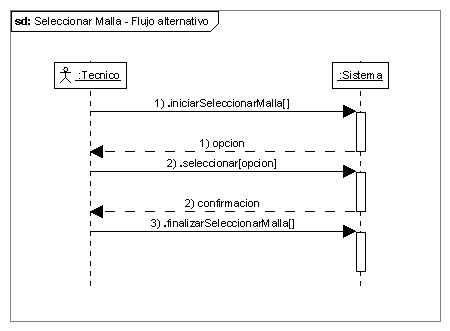 sd: Seleccionar Malla - Flujo alternativo
:Tecnico
:Sistema
1) .iniciarSeleccionarMalla[]
1) opcion
2) .seleccionar[opcion]
2) confirmacion
3) .finalizarSeleccionarMalla[]